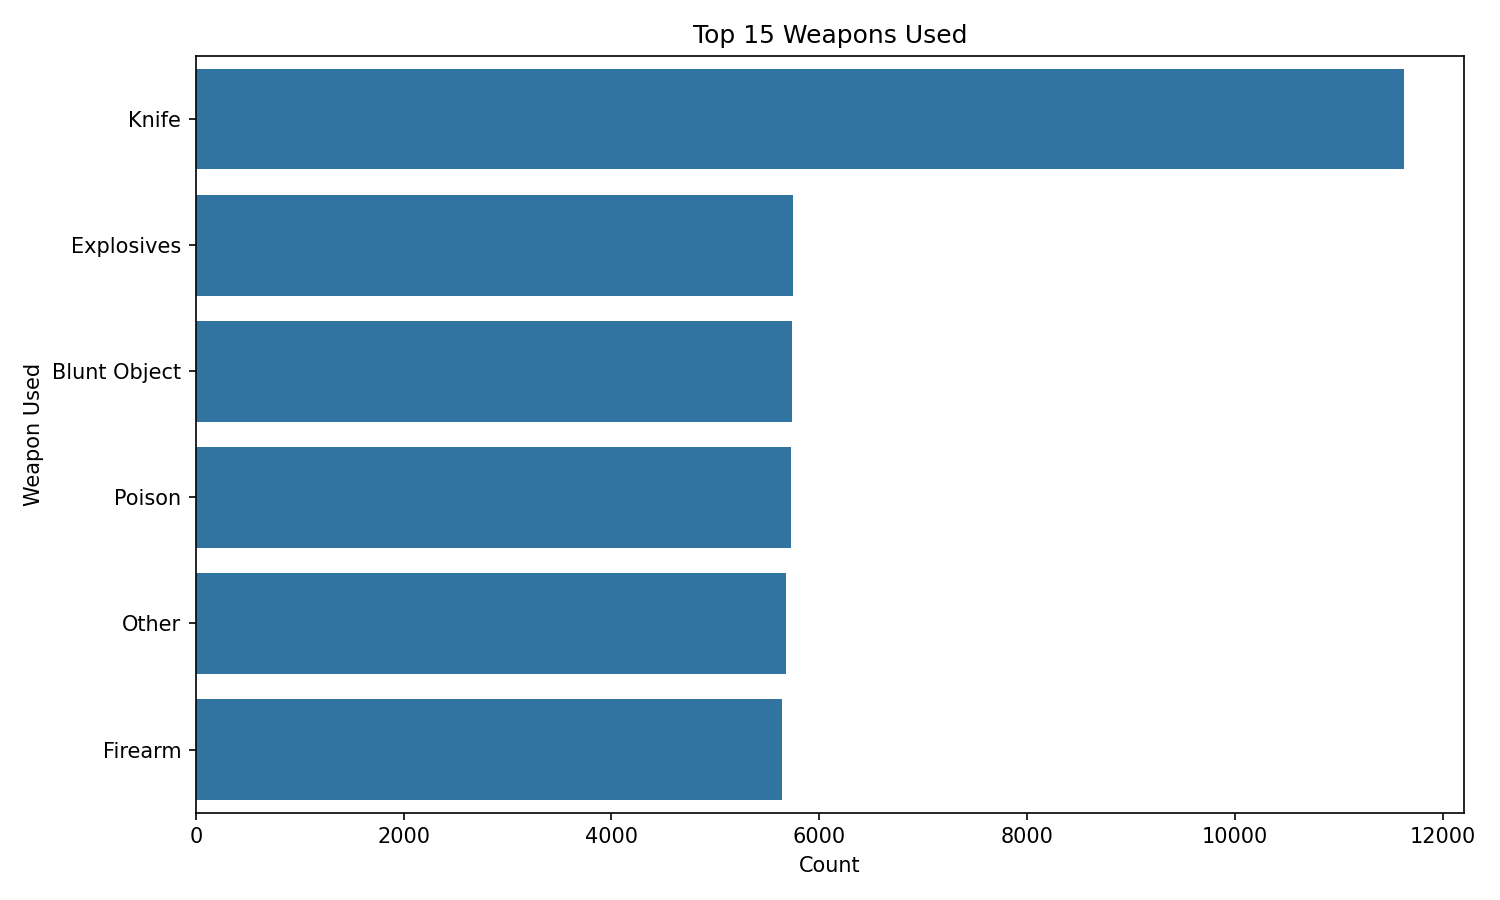 Top 15 Weapons Used
Knife
Explosives
Blunt Object
Poison
Other
Firearm
Weapon Used
0 2000 4000 6000 8000 10000 12000
Count